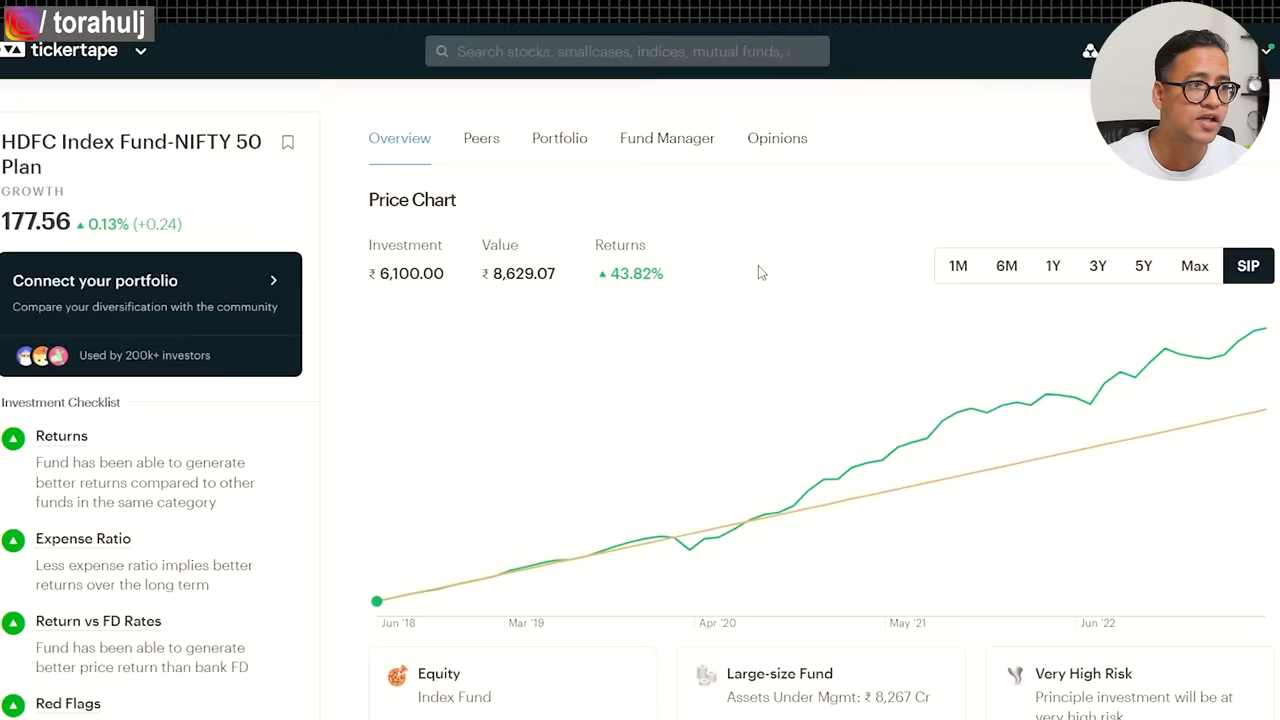 / torahulj
tickertape
Search stocks, smallcases, indices, mutual funds,
HDFC Index Fund-NIFTY 50
Plan
GROWTH
177.56 ▲ 0.13% (+0.24)
Connect your portfolio
Compare your diversification with the community
Used by 200k+ investors
Investment Checklist
Returns
Fund has been able to generate
better returns compared to other
funds in the same category
Expense Ratio
Less expense ratio implies better
returns over the long term
Return vs FD Rates
Fund has been able to generate
better price return than bank FD
Red Flags
Overview Peers Portfolio Fund Manager Opinions
Price Chart
Investment Value Returns
₹ 6,100.00 ₹ 8,629.07 ▲ 43.82%
1M 6M 1Y 3Y 5Y Max SIP
Jun '18 Mar '19 Apr '20 May '21 Jun '22
Equity
Index Fund
Large-size Fund
Assets Under Mgmt: ₹ 8,267 Cr
Very High Risk
Principle investment will be at
very high risk